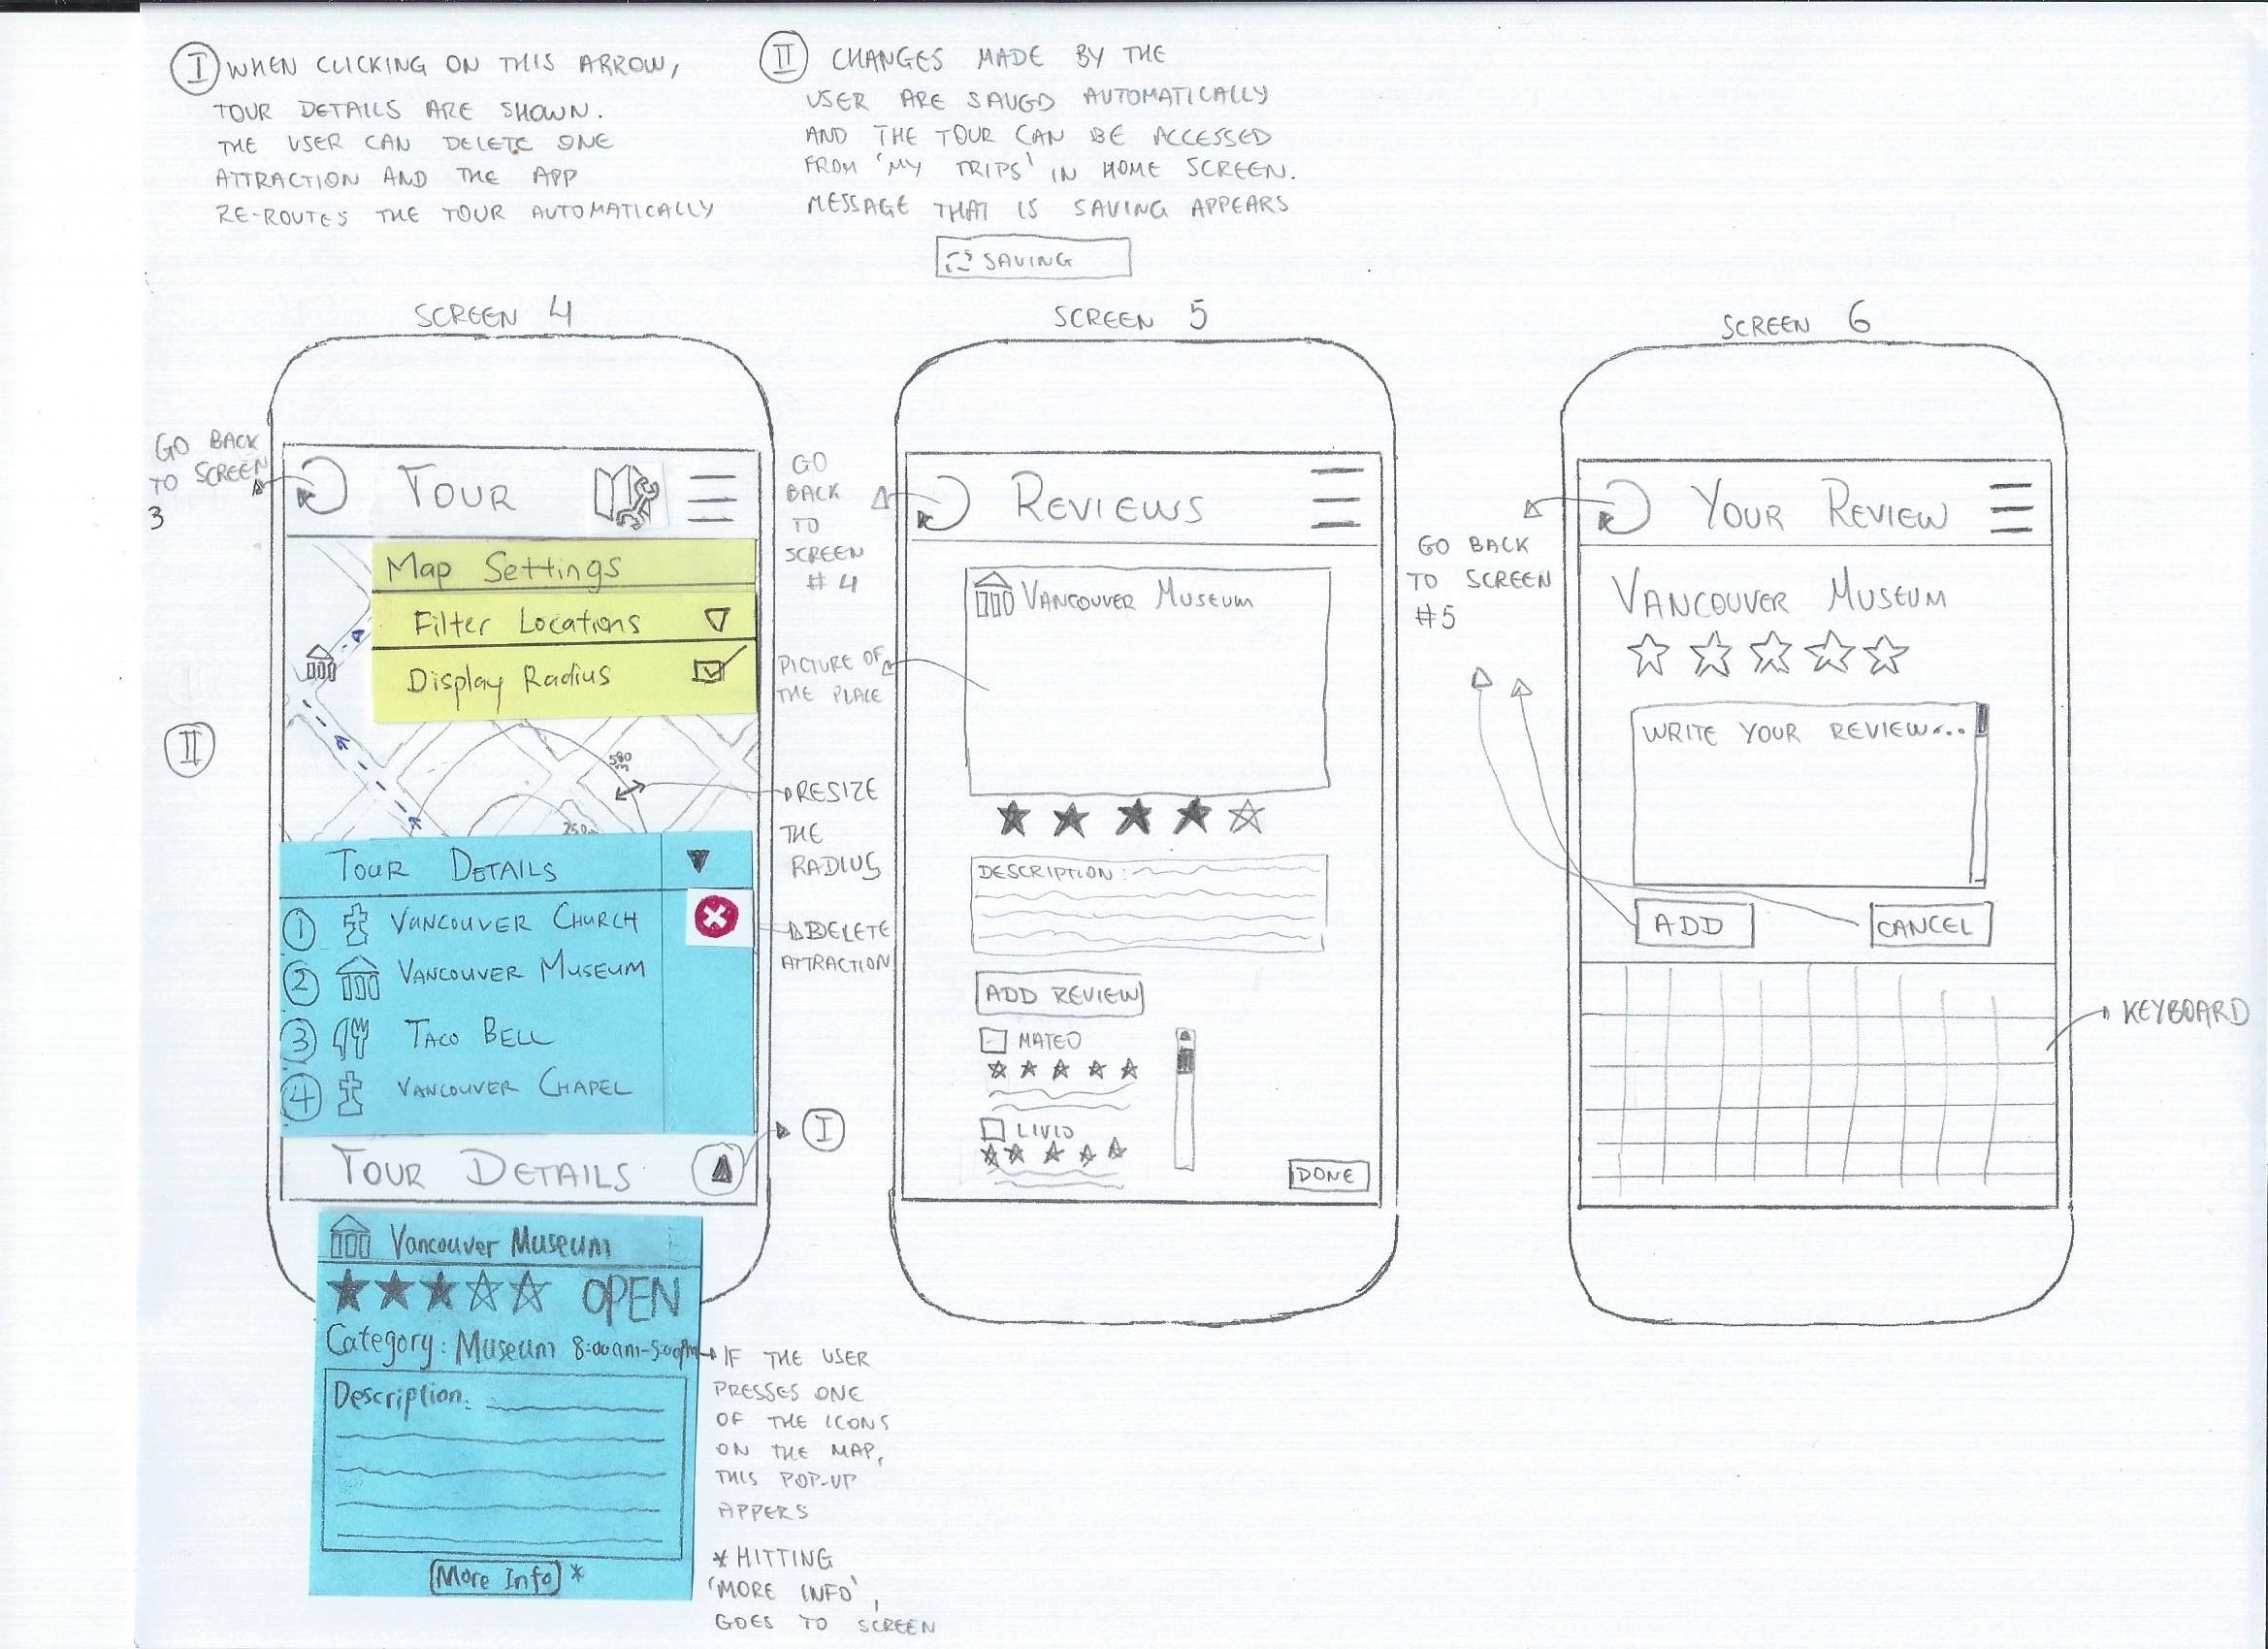 I WHEN CLICKING ON THIS ARROW,
TOUR DETAILS ARE SHOWN.
THE USER CAN DELETE ONE
ATTRACTION AND THE APP
RE-ROUTES THE TOUR AUTOMATICALLY
II CHANGES MADE BY THE
USER ARE SAVED AUTOMATICALLY
AND THE TOUR CAN BE ACCESSED
FROM 'MY TRIPS' IN HOME SCREEN.
MESSAGE THAT IS SAVING APPEARS
SAVING
SCREEN 4
GO BACK
TO SCREEN
3
TOUR
Map Settings
Filter Locations
Display Radius
II
500
m
250m
RESIZE
THE
RADIUS
TOUR DETAILS
1 VANCOUVER CHURCH
2 VANCOUVER MUSEUM
3 TACO BELL
4 VANCOUVER CHAPEL
DELETE
ATTRACTION
TOUR DETAILS
I
Vancouver Museum
OPEN
Category: Museum 8:00am-5:00pm
Description:
More Info *
IF THE USER
PRESSES ONE
OF THE ICONS
ON THE MAP,
THIS POP-UP
APPERS
* HITTING
'MORE INFO',
GOES TO SCREEN
SCREEN 5
GO
BACK
TO
SCREEN
# 4
REVIEWS
VANCOUVER MUSEUM
PICTURE OF
THE PLACE
DESCRIPTION:
ADD REVIEW
MATEO
LIVIO
DONE
SCREEN 6
GO BACK
TO SCREEN
#5
YOUR REVIEW
VANCOUVER MUSEUM
WRITE YOUR REVIEW...
ADD
CANCEL
KEYBOARD